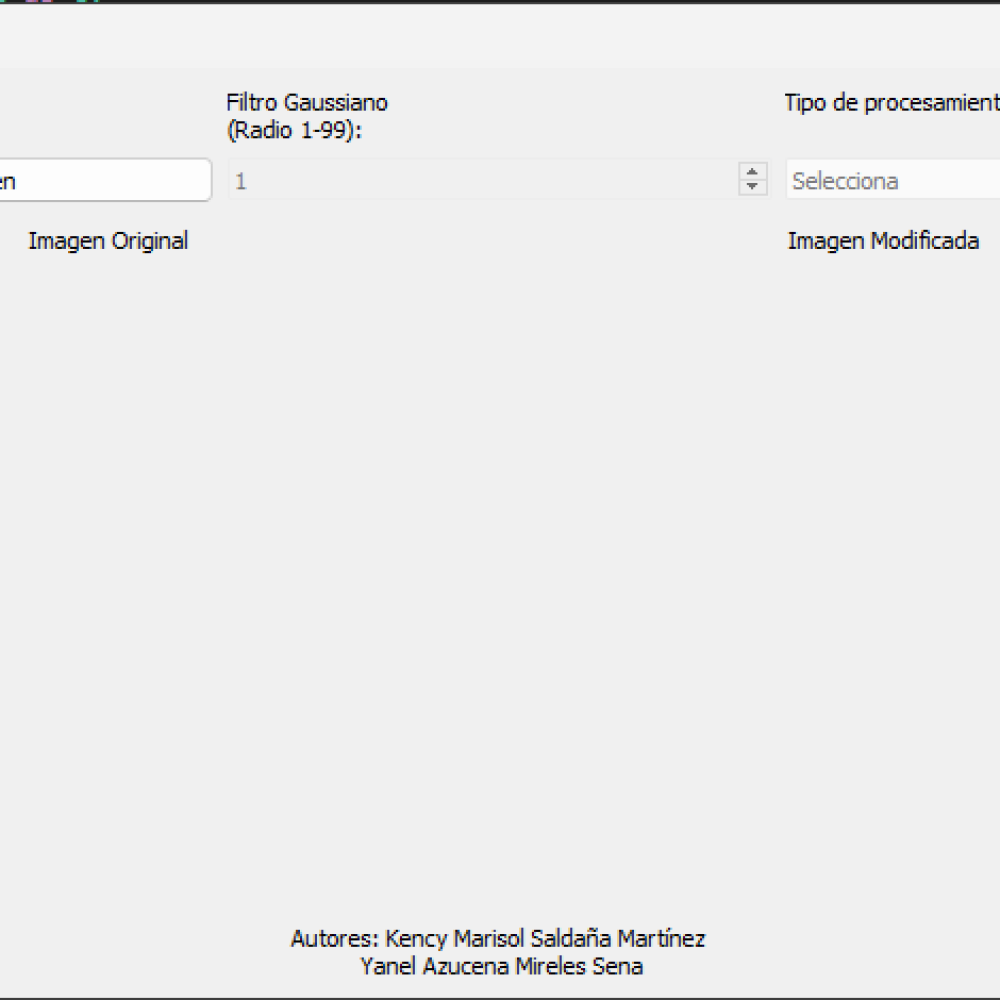 Filtro Gaussiano
(Radio 1-99):
Tipo de procesamient
en
1
Selecciona
Imagen Original
Imagen Modificada
Autores: Kency Marisol Saldaña Martínez
Yanel Azucena Mireles Sena